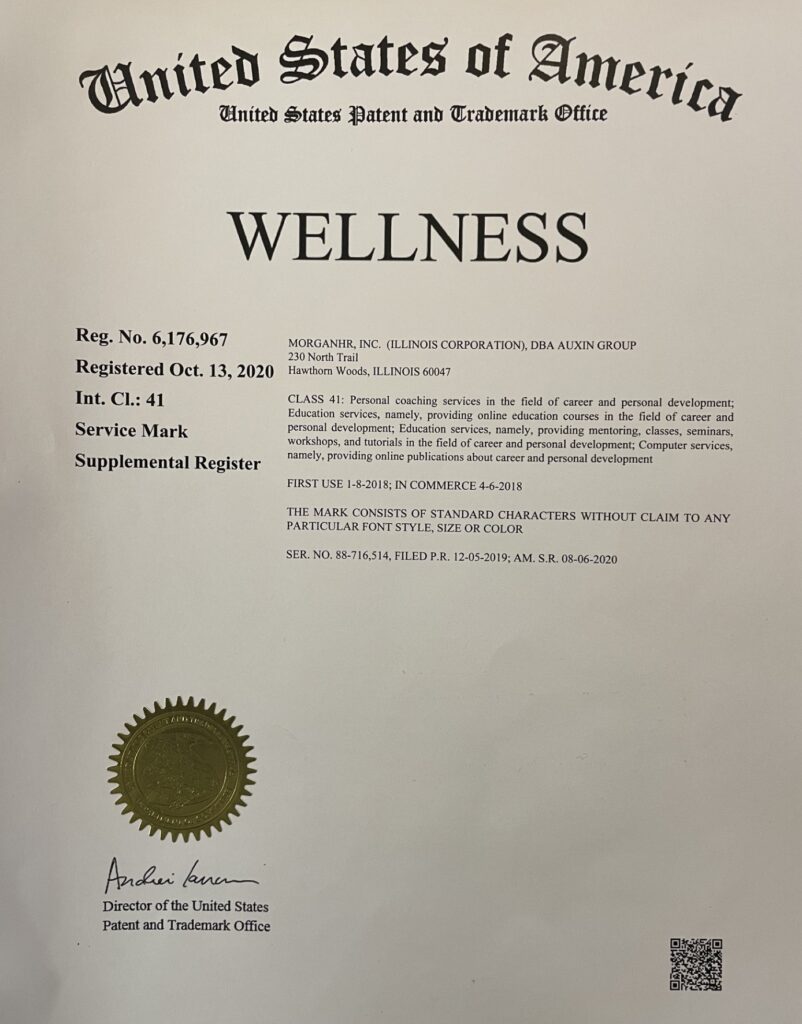 United States of America
United States Patent and Trademark Office
WELLNESS
Reg. No. 6,176,967
Registered Oct. 13, 2020
Int. Cl.: 41
Service Mark
Supplemental Register
MORGANHR, INC. (ILLINOIS CORPORATION), DBA AUXIN GROUP
230 North Trail
Hawthorn Woods, ILLINOIS 60047
CLASS 41: Personal coaching services in the field of career and personal development;
Education services, namely, providing online education courses in the field of career and
personal development; Education services, namely, providing mentoring, classes, seminars,
workshops, and tutorials in the field of career and personal development; Computer services,
namely, providing online publications about career and personal development
FIRST USE 1-8-2018; IN COMMERCE 4-6-2018
THE MARK CONSISTS OF STANDARD CHARACTERS WITHOUT CLAIM TO ANY
PARTICULAR FONT STYLE, SIZE OR COLOR
SER. NO. 88-716,514, FILED P.R. 12-05-2019; AM. S.R. 08-06-2020
Andrei
Director of the United States
Patent and Trademark Office